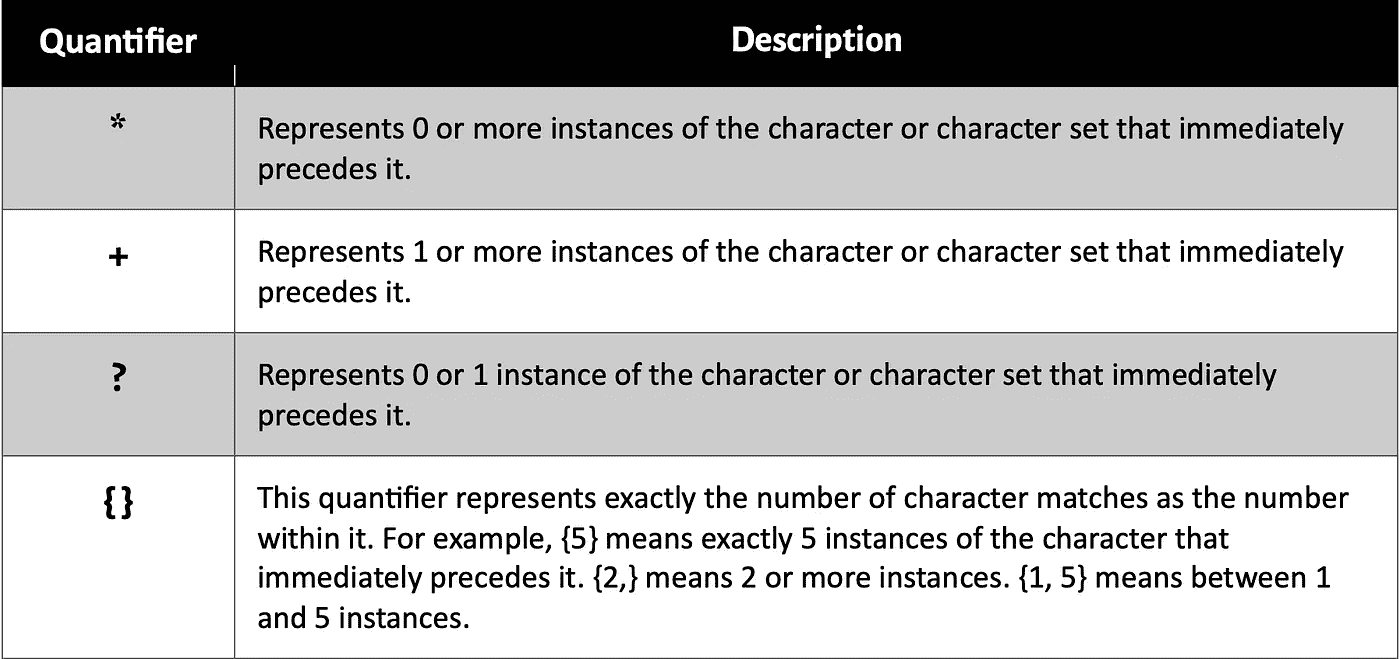 Quantifier Description
*
Represents 0 or more instances of the character or character set that immediately
precedes it.
+
Represents 1 or more instances of the character or character set that immediately
precedes it.
?
Represents 0 or 1 instance of the character or character set that immediately
precedes it.
{}
This quantifier represents exactly the number of character matches as the number
within it. For example, {5} means exactly 5 instances of the character that
immediately precedes it. {2,} means 2 or more instances. {1, 5} means between 1
and 5 instances.